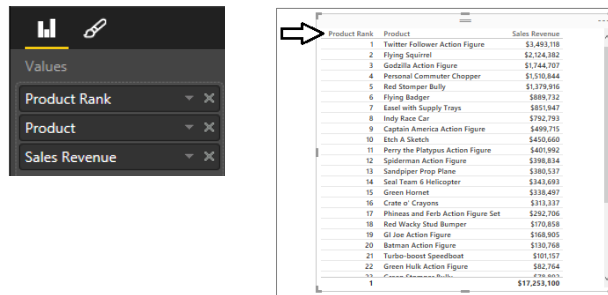 Values
Product Rank
Product
Sales Revenue
Product Rank Product Sales Revenue
1 Twitter Follower Action Figure $3,493,118
2 Flying Squirrel $2,124,382
3 Godzilla Action Figure $1,744,707
4 Personal Commuter Chopper $1,510,844
5 Red Stomper Bully $1,379,916
6 Flying Badger $889,732
7 Easel with Supply Trays $851,947
8 Indy Race Car $792,793
9 Captain America Action Figure $499,715
10 Etch A Sketch $450,660
11 Perry the Platypus Action Figure $401,992
12 Spiderman Action Figure $398,834
13 Sandpiper Prop Plane $380,537
14 Seal Team 6 Helicopter $343,693
15 Green Hornet $338,497
16 Crate o' Crayons $313,337
17 Phineas and Ferb Action Figure Set $292,706
18 Red Wacky Stud Bumper $170,858
19 GI Joe Action Figure $168,905
20 Batman Action Figure $130,768
21 Turbo-boost Speedboat $101,157
22 Green Hulk Action Figure $82,764
1 $17,253,100